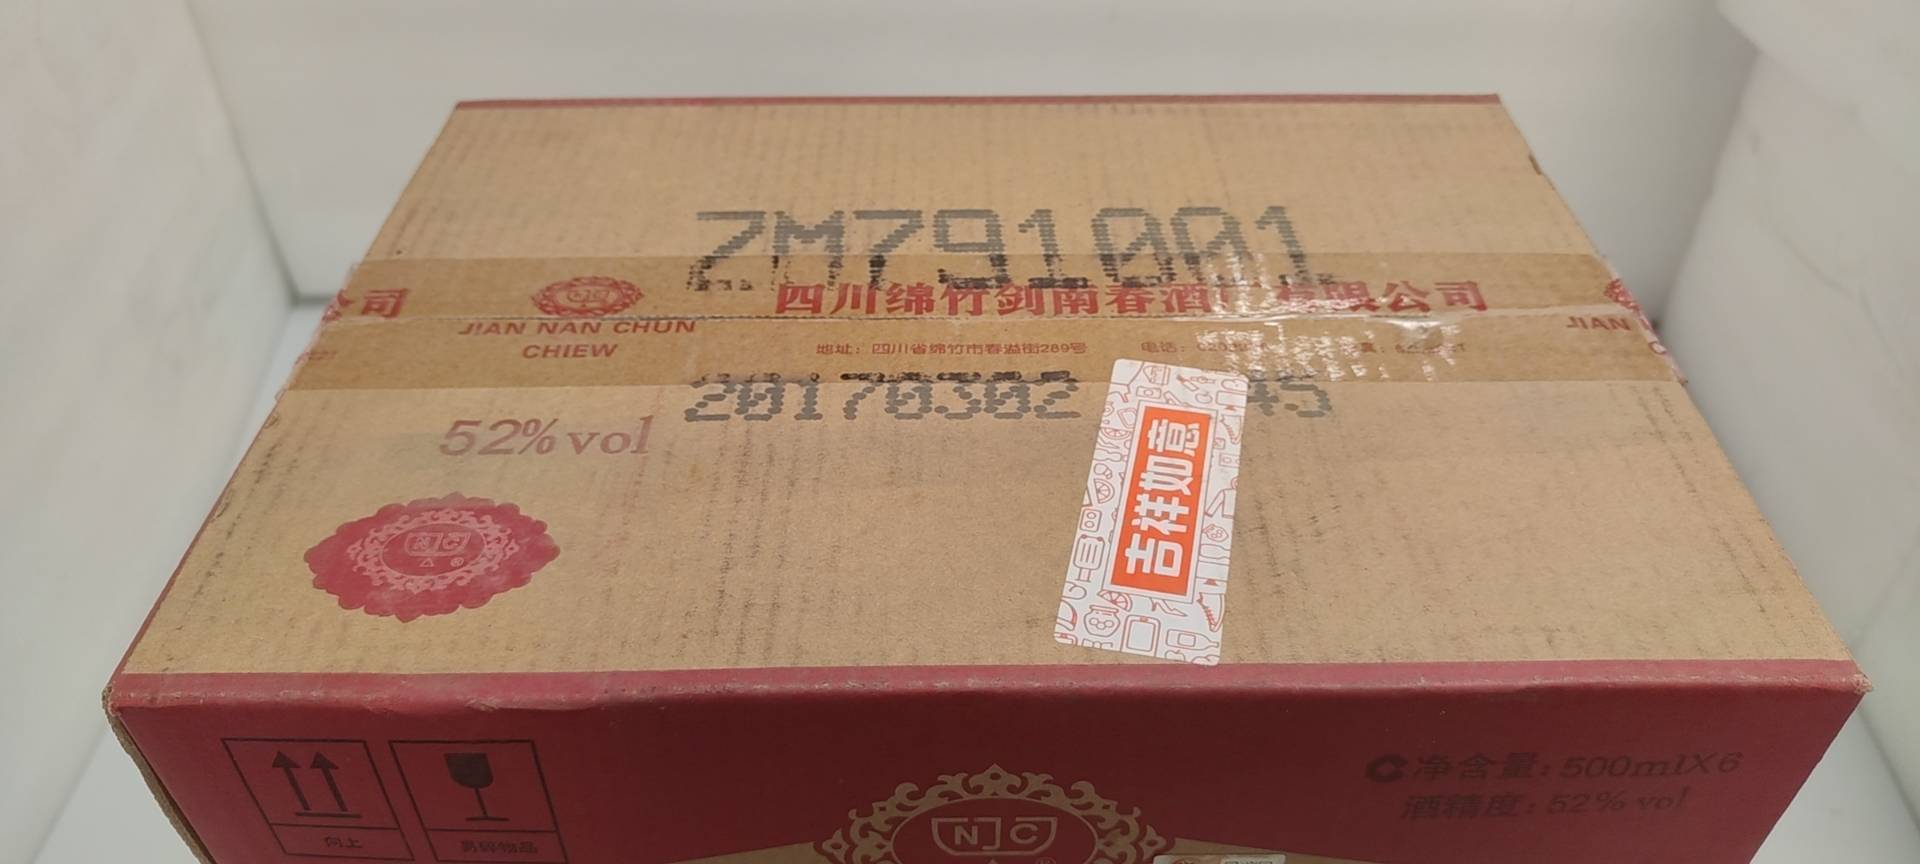 ZM791001
公司
四川绵竹剑南春酒厂有限公司
JIAN NAN CHUN
CHIEW
JIAN
地址：四川省绵竹市春溢街289号
电话：
20170302
45
52% vol
吉祥如意
NJC
向上
易碎物品
净含量：500mlX6
酒精度：52% vol
NJC